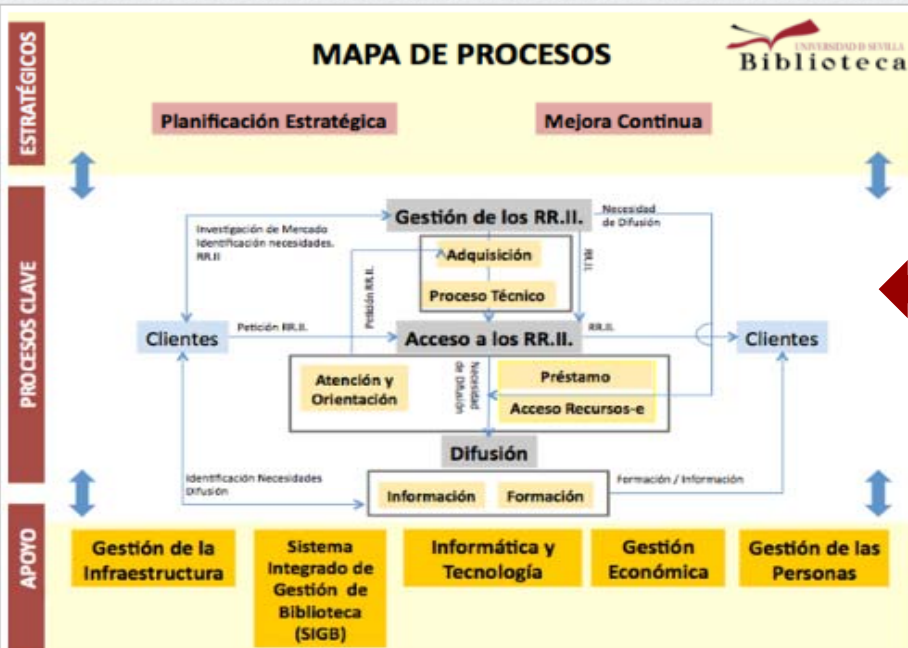 MAPA DE PROCESOS
UNIVERSIDAD D SEVILLA
Biblioteca
ESTRATÉGICOS
Planificación Estratégica
Mejora Continua
PROCESOS CLAVE
Gestión de los RR.II.
Necesidad
de Difusión
Investigación de Mercado
Identificación necesidades.
RR.II
Adquisición
RR.II.
Petición RR.II.
Proceso Técnico
Clientes
Petición RR.II.
Acceso a los RR.II.
RR.II.
Clientes
Atención y
Orientación
Necesidad
de Difusión
Préstamo
Acceso Recursos-e
Difusión
Identificación Necesidades
Difusión
Información
Formación
Formación / Información
APOYO
Gestión de la
Infraestructura
Sistema
Integrado de
Gestión de
Biblioteca
(SIGB)
Informática y
Tecnología
Gestión
Económica
Gestión de las
Personas